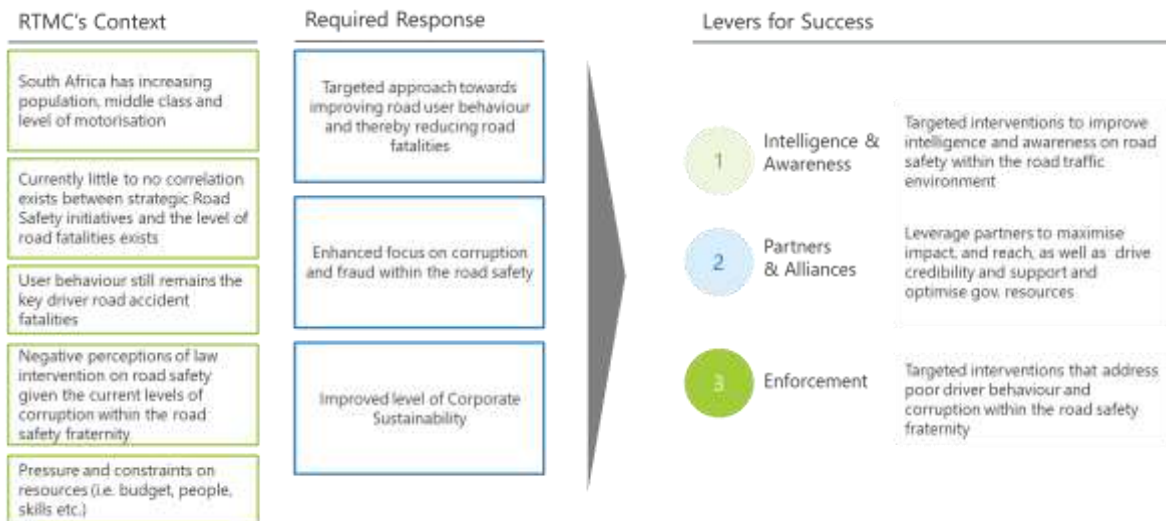 RTMC's Context
South Africa has increasing
population, middle class and
level of motorisation
Currently little to no correlation
exists between strategic Road
Safety initiatives and the level of
road fatalities exists
User behaviour still remains the
key driver road accident
fatalities
Negative perceptions of law
intervention on road safety
given the current levels of
corruption within the road
safety fraternity
Pressure and constraints on
resources (i.e. budget, people,
skills etc.)
Required Response
Targeted approach towards
improving road user behaviour
and thereby reducing road
fatalities
Enhanced focus on corruption
and fraud within the road safety
Improved level of Corporate
Sustainability
Levers for Success
1
Intelligence &
Awareness
Targeted interventions to improve
intelligence and awareness on road
safety within the road traffic
environment
2
Partners
& Alliances
Leverage partners to maximise
impact, and reach, as well as drive
credibility and support and
optimise gov. resources
3
Enforcement
Targeted interventions that address
poor driver behaviour and
corruption within the road safety
fraternity